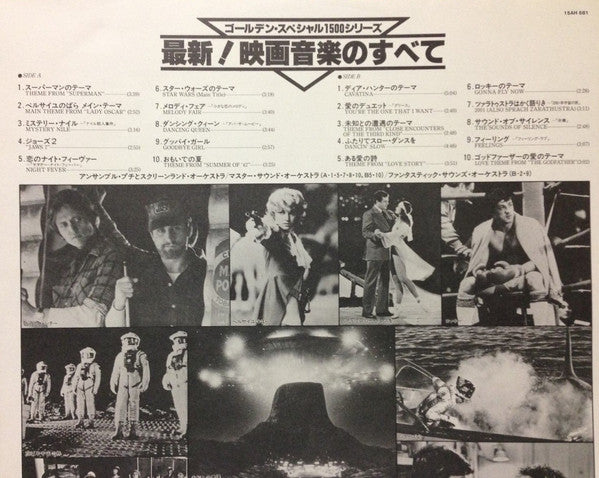 15AH 581
ゴールデン・スペシャル1500シリーズ
最新!映画音楽のすべて
●SIDE A
1.スーパーマンのテーマ
THEME FROM "SUPERMAN"
2.ベルサイユのばら メイン・テーマ
MAIN THEME FROM "LADY OSCAR"
3.ミステリー・ナイル
MYSTERY NILE
4.ジョーズ2
"JAWS 2"
5.恋のナイト・フィーヴァー
NIGHT FEVER
6.スター・ウォーズのテーマ
STAR WARS (Main Title)
7.メロディ・フェア
MELODY FAIR
8.ダンシング・クイーン
DANCING QUEEN
9.グッバイ・ガール
GOODBYE GIRL
10.おもいでの夏
THEME FROM "SUMMER OF '42"
●SIDE B
1.ディア・ハンターのテーマ
CAVATINA
2.愛のデュエット
YOU'RE THE ONE THAT I WANT
3.未知との遭遇のテーマ
THEME FROM "CLOSE ENCOUNTERS
OF THE THIRD KIND"
4.ふたりでスロー・ダンスを
DANCIN' SLOW
5.ある愛の詩
THEME FROM "LOVE STORY"
6.ロッキーのテーマ
GONNA FLY NOW
7.ツァラトゥストラはかく語りき
2001 (ALSO SPRACH ZARATHUSTRA)
8.サウンド・オブ・サイレンス
THE SOUNDS OF SILENCE
9.フィーリング
FEELINGS
10.ゴッドファーザーの愛のテーマ
LOVE THEME FROM "THE GODFATHER"
アンサンブル・プチとスクリーンランド・オーケストラ/マスター・サウンド・オーケストラ(A-1・3・7・8・10、B5・10)/ファンタスティック・サウンズ・オーケストラ(B-2・9)